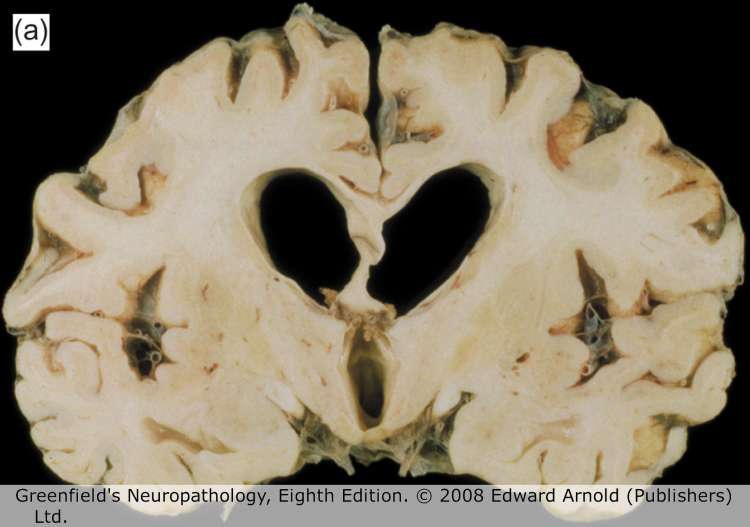 (a)
Greenfield's Neuropathology, Eighth Edition. © 2008 Edward Arnold (Publishers)
Ltd.